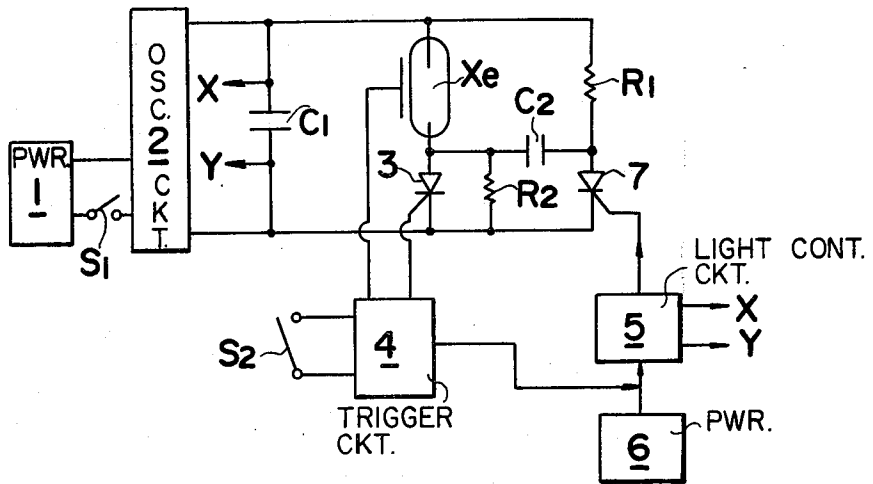 OSC. 2 CKT.
X
Y
C1
Xe
C2
R1
PWR.
1
S1
3
R2
7
LIGHT CONT.
CKT.
S2
4
5
X
Y
TRIGGER
CKT.
6
PWR.